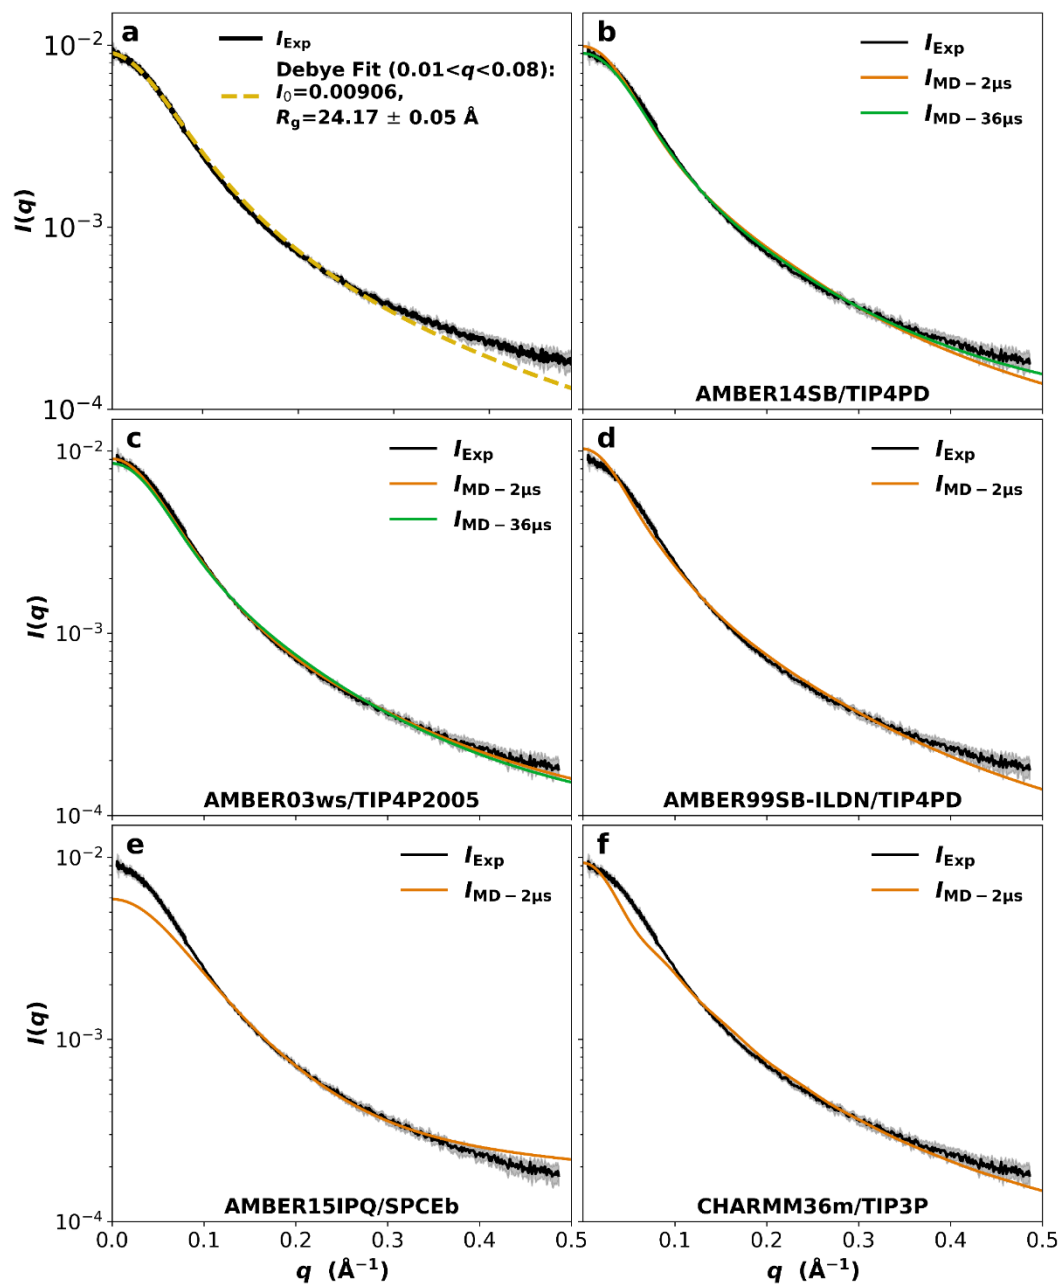 a
I_Exp
Debye Fit (0.01<q<0.08):
I₀=0.00906,
R_g=24.17 ± 0.05 Å
10⁻²
10⁻³
10⁻⁴
I(q)
b
I_Exp
I_MD−2μs
I_MD−36μs
AMBER14SB/TIP4PD
c
I_Exp
I_MD−2μs
I_MD−36μs
10⁻²
10⁻³
10⁻⁴
I(q)
AMBER03ws/TIP4P2005
d
I_Exp
I_MD−2μs
AMBER99SB-ILDN/TIP4PD
e
I_Exp
I_MD−2μs
10⁻²
10⁻³
10⁻⁴
I(q)
AMBER15IPQ/SPCEb
0.0 0.1 0.2 0.3 0.4 0.5
q (Å⁻¹)
f
I_Exp
I_MD−2μs
CHARMM36m/TIP3P
0.1 0.2 0.3 0.4 0.5
q (Å⁻¹)